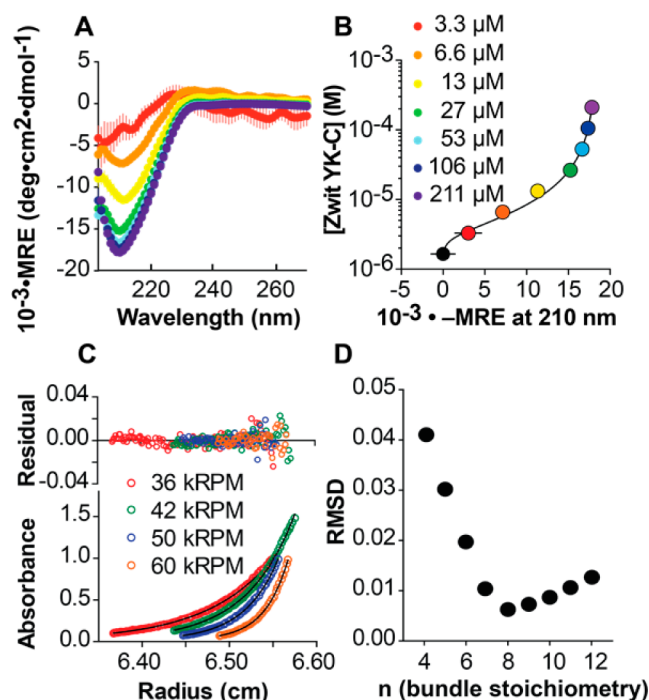 A
10-3•MRE (deg•cm2•dmol-1)
5
0
-5
-10
-15
-20
220
240
260
Wavelength (nm)
B
3.3 µM
6.6 µM
13 µM
27 µM
53 µM
106 µM
211 µM
[Zwit YK-C] (M)
10-3
10-4
10-5
10-6
-5
0
5
10
15
20
10-3 • –MRE at 210 nm
C
Residual
0.04
0.00
-0.04
36 kRPM
42 kRPM
50 kRPM
60 kRPM
Absorbance
1.5
1.0
0.5
0.0
6.40
6.50
6.60
Radius (cm)
D
RMSD
0.05
0.04
0.03
0.02
0.01
0.00
4
6
8
10
12
n (bundle stoichiometry)